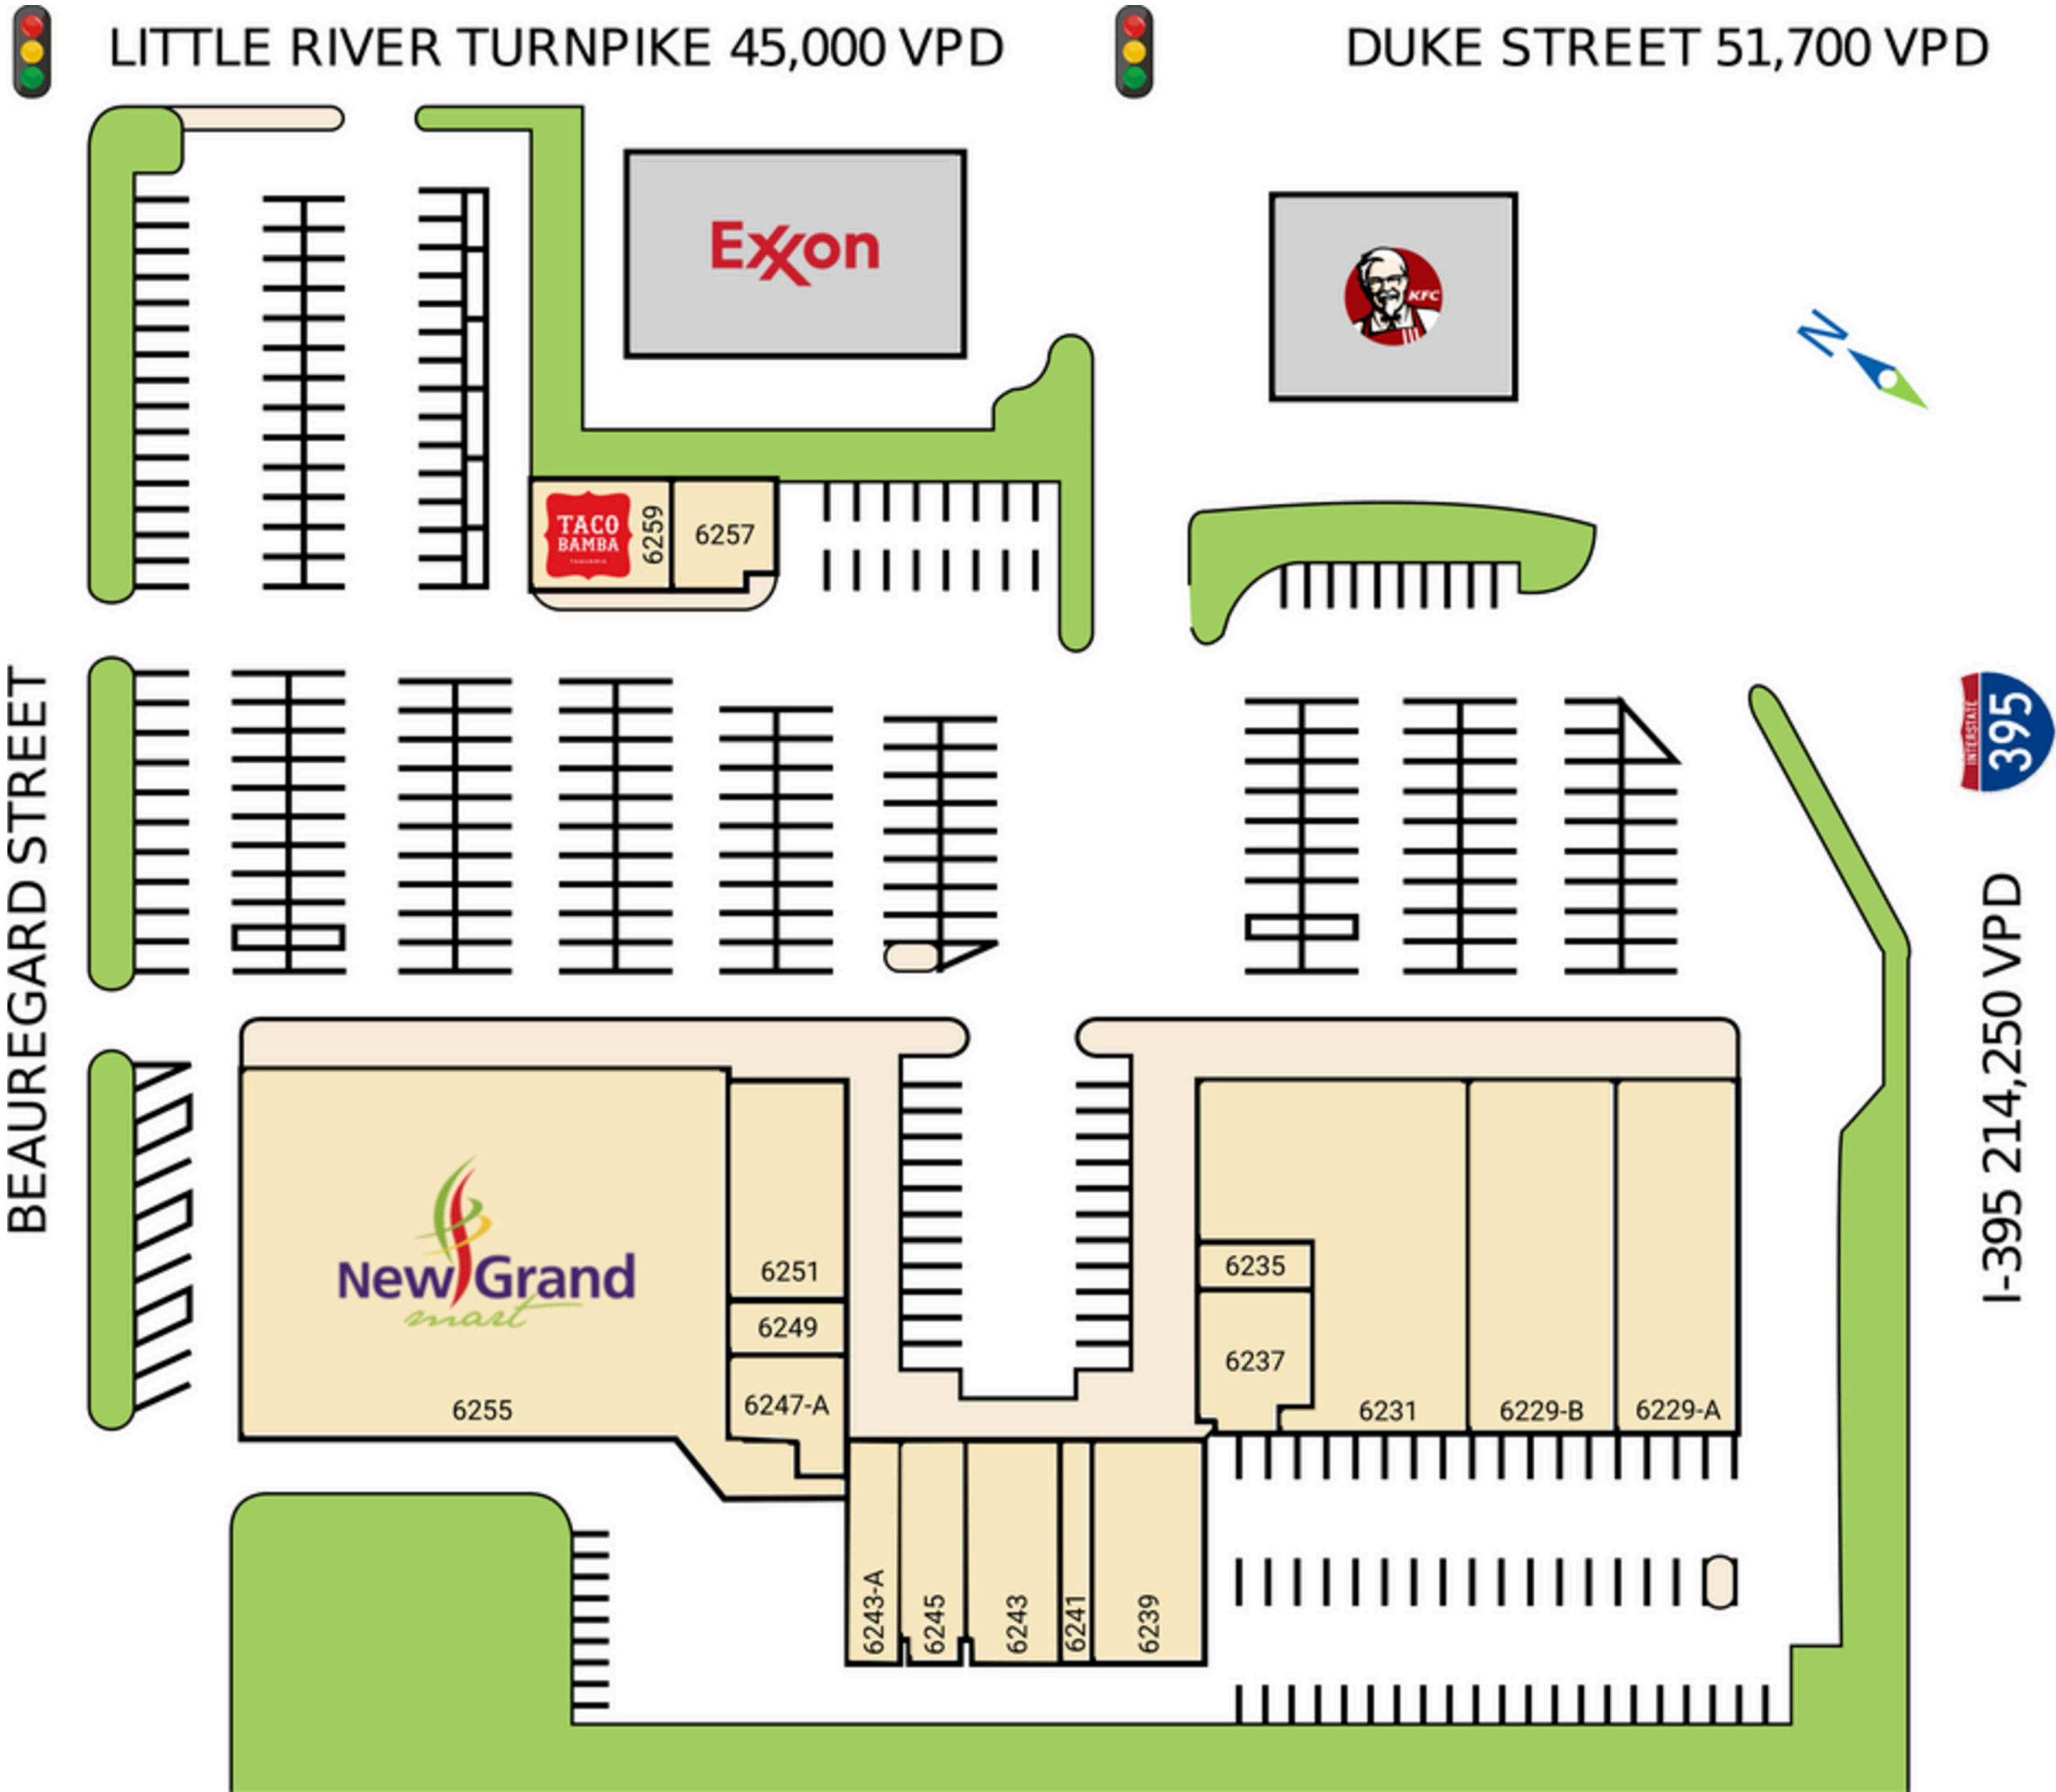 LITTLE RIVER TURNPIKE 45,000 VPD
DUKE STREET 51,700 VPD
Exxon
KFC
N
TACO
BAMBA
TAQUERIA
6259
6257
BEAUREGARD STREET
INTERSTATE
395
I-395 214,250 VPD
New Grand
mart
6255
6251
6249
6247-A
6235
6237
6231
6229-B
6229-A
6243-A
6245
6243
6241
6239